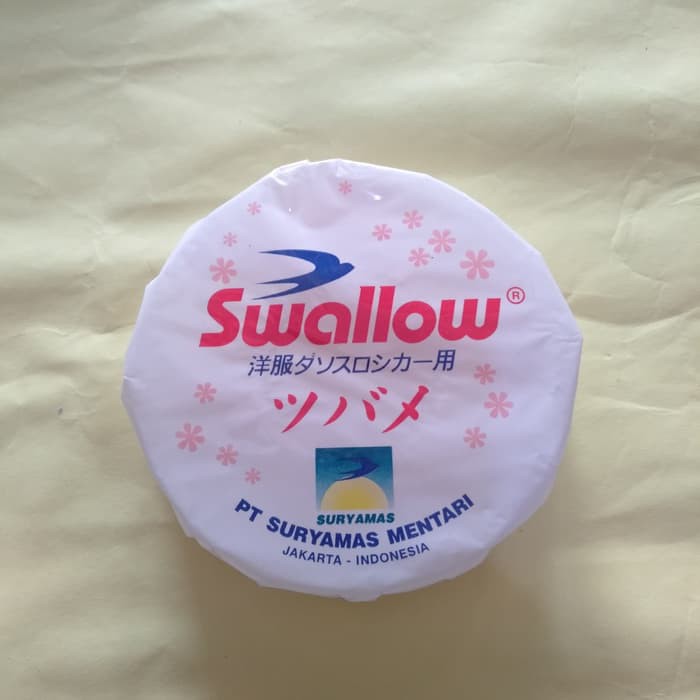 Swallow®
洋服ダンスロシカー用
ツバメ
SURYAMAS
PT SURYAMAS MENTARI
JAKARTA - INDONESIA